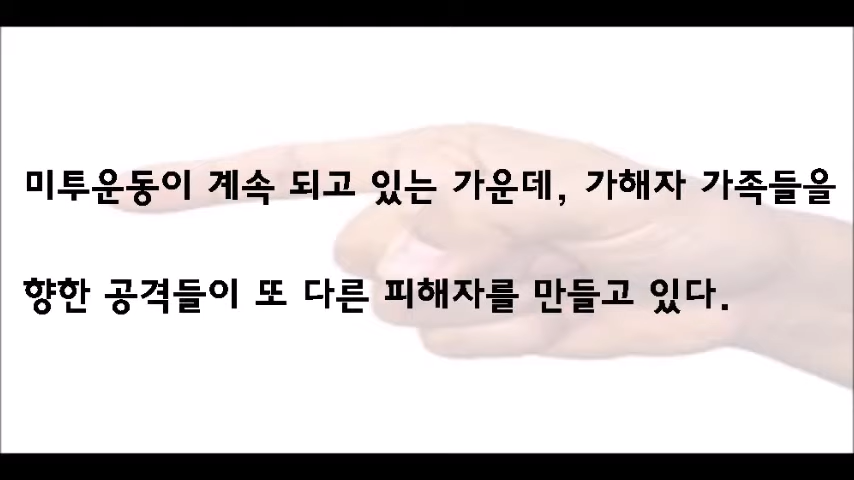 미투운동이 계속 되고 있는 가운데, 가해자 가족들을
향한 공격들이 또 다른 피해자를 만들고 있다.